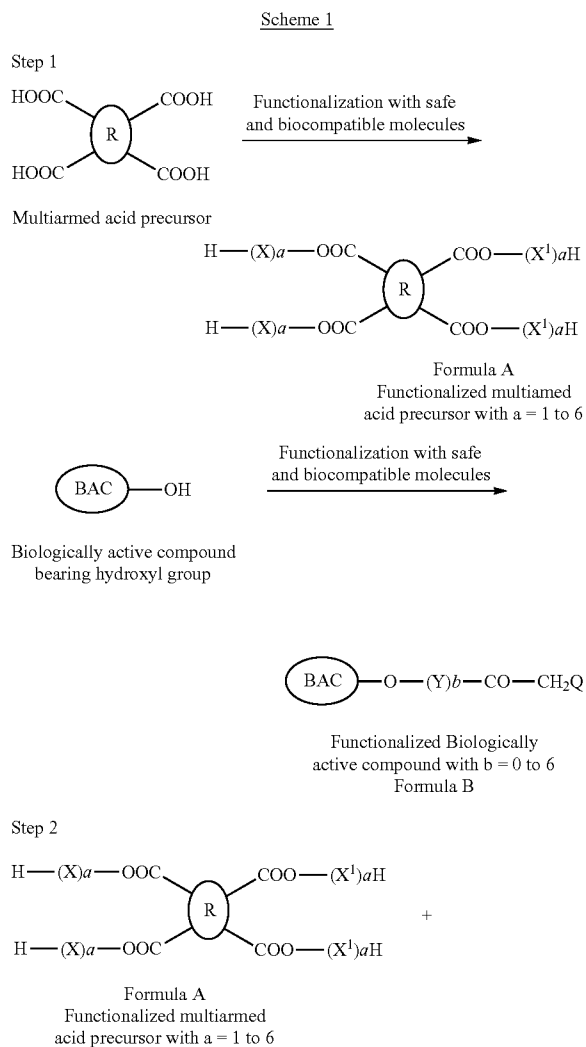 Scheme 1
Step 1
HOOC COOH
R
HOOC COOH
Functionalization with safe
and biocompatible molecules
Multiarmed acid precursor
H—(X)a—OOC COO—(X¹)aH
R
H—(X)a—OOC COO—(X¹)aH
Formula A
Functionalized multiamed
acid precursor with a = 1 to 6
BAC—OH
Functionalization with safe
and biocompatible molecules
Biologically active compound
bearing hydroxyl group
BAC—O—(Y)b—CO—CH₂Q
Functionalized Biologically
active compound with b = 0 to 6
Formula B
Step 2
H—(X)a—OOC COO—(X¹)aH
R +
H—(X)a—OOC COO—(X¹)aH
Formula A
Functionalized multiarmed
acid precursor with a = 1 to 6